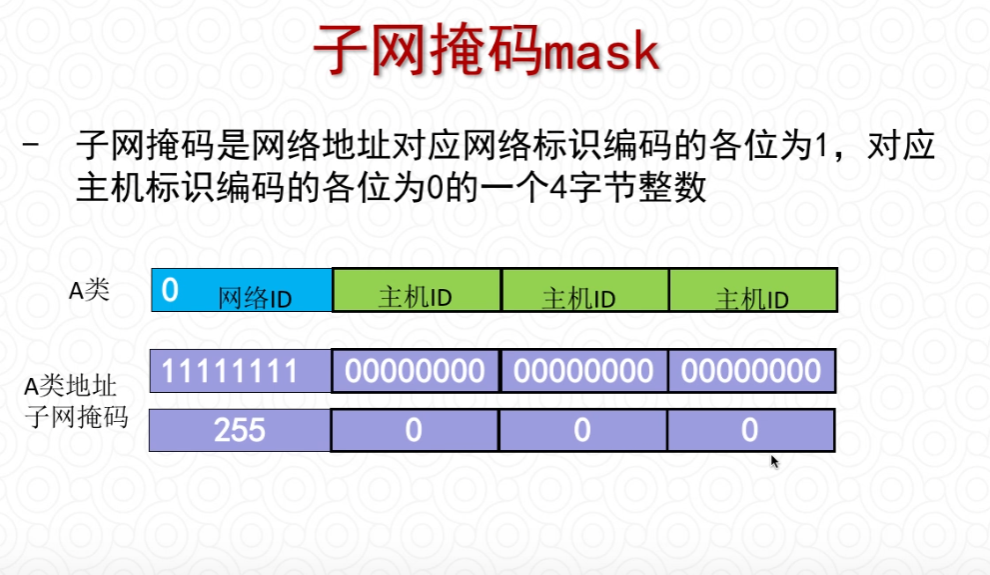 子网掩码mask
- 子网掩码是网络地址对应网络标识编码的各位为1，对应
主机标识编码的各位为0的一个4字节整数
A类 0 网络ID 主机ID 主机ID 主机ID
A类地址
子网掩码
11111111 00000000 00000000 00000000
255 0 0 0